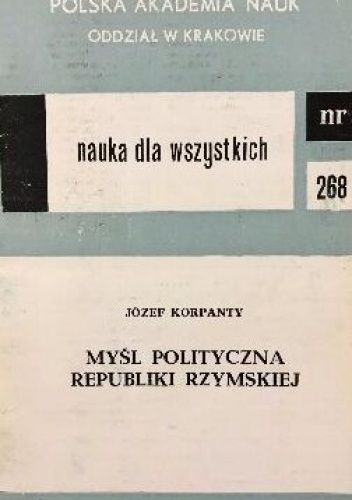 POLSKA AKADEMIA NAUK
ODDZIAŁ W KRAKOWIE
nr
nauka dla wszystkich
268
JÓZEF KORPANTY
MYŚL POLITYCZNA
REPUBLIKI RZYMSKIEJ